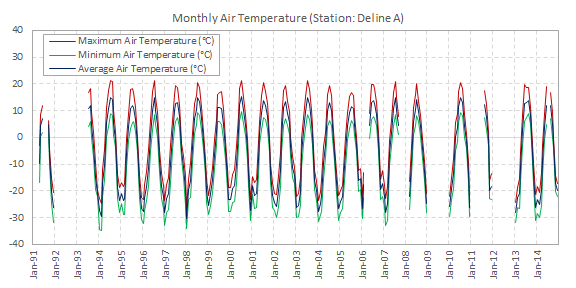 Monthly Air Temperature (Station: Deline A)
40
30
20
10
0
-10
-20
-30
-40
Maximum Air Temperature (°C)
Minimum Air Temperature (°C)
Average Air Temperature (°C)
Jan-91
Jan-92
Jan-93
Jan-94
Jan-95
Jan-96
Jan-97
Jan-98
Jan-99
Jan-00
Jan-01
Jan-02
Jan-03
Jan-04
Jan-05
Jan-06
Jan-07
Jan-08
Jan-09
Jan-10
Jan-11
Jan-12
Jan-13
Jan-14